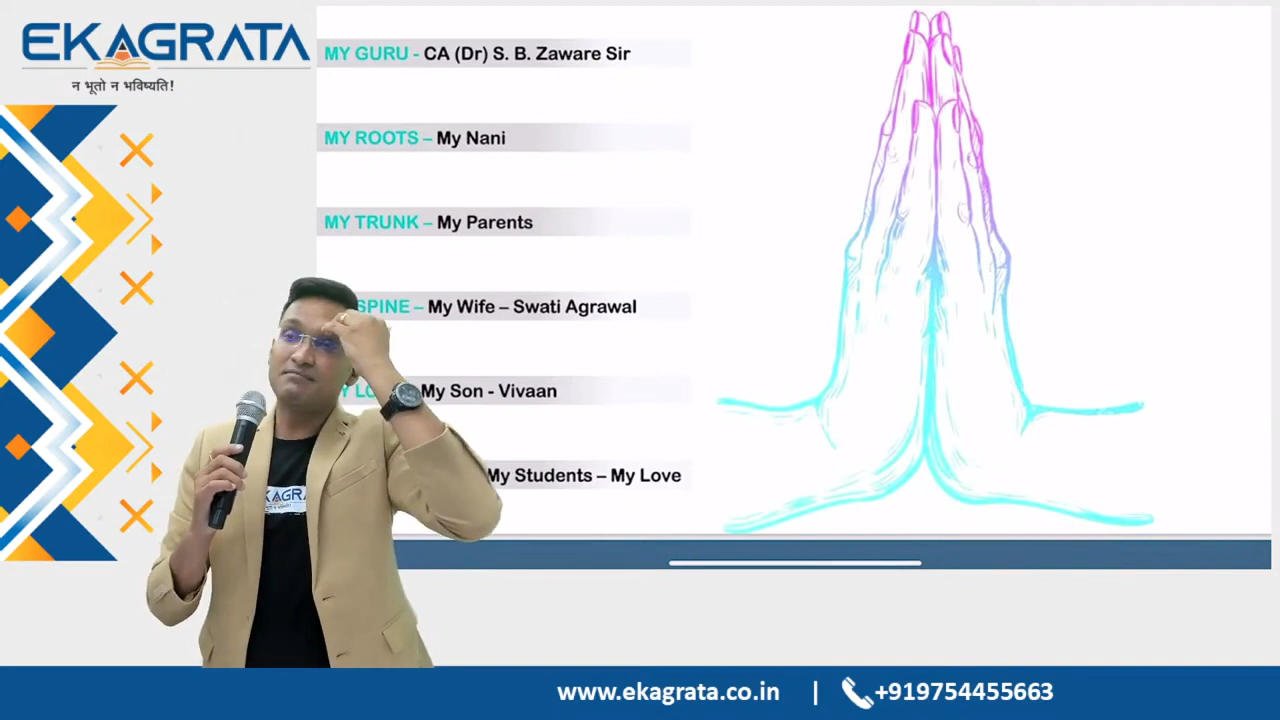 EKAGRATA
न भूतो न भविष्यति!
MY GURU - CA (Dr) S. B. Zaware Sir
MY ROOTS – My Nani
MY TRUNK – My Parents
SPINE – My Wife – Swati Agrawal
My Son - Vivaan
My Students – My Love
www.ekagrata.co.in | +919754455663